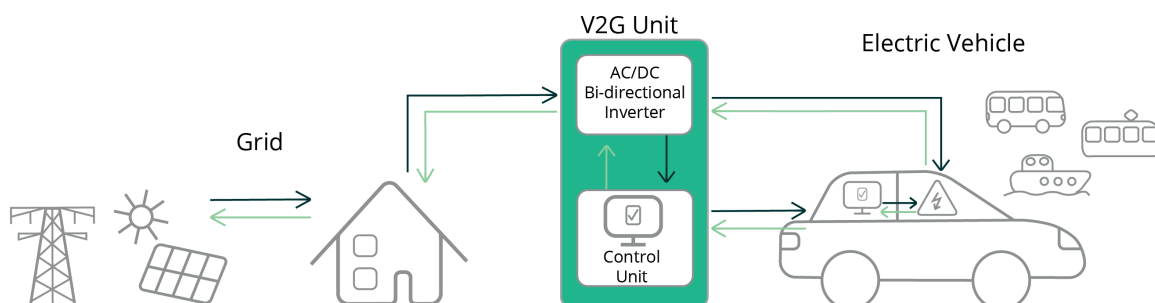 V2G Unit
Electric Vehicle
AC/DC
Bi-directional
Inverter
Grid
Control
Unit